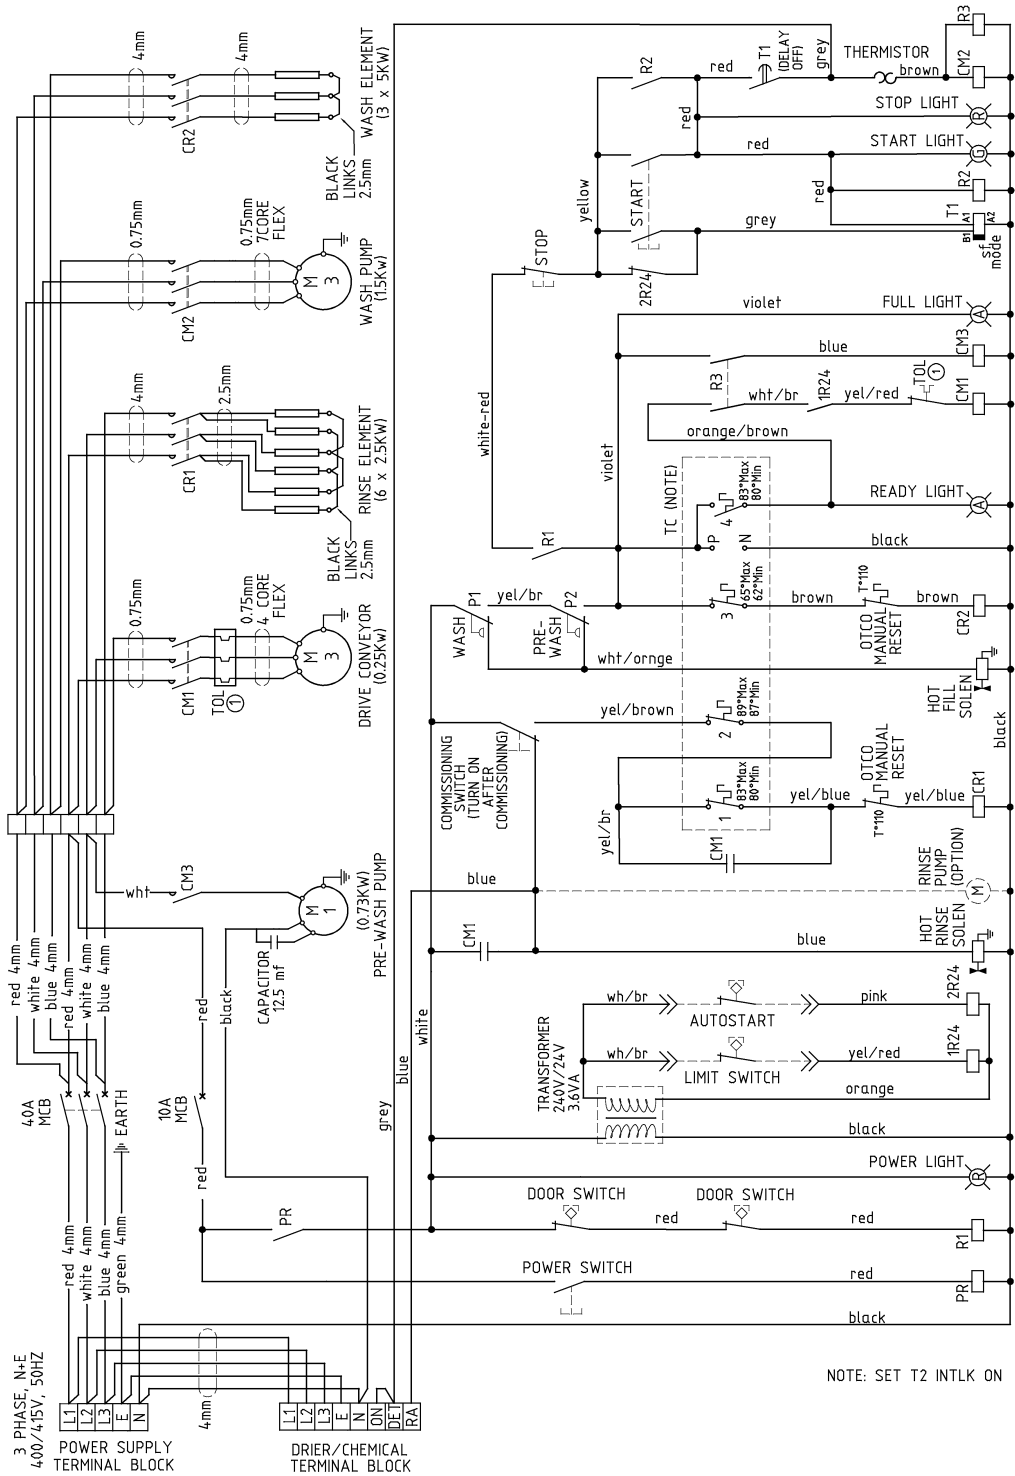 4mm
4mm
CR2
WASH ELEMENT
(3 x 5KW)
BLACK
LINKS
2.5mm
0.75mm
0.75mm
7CORE
FLEX
CM2
M
3
WASH PUMP
(1.5Kw)
4mm
2.5mm
CR1
RINSE ELEMENT
(6 x 2.5KW)
BLACK
LINKS
2.5mm
0.75mm
0.75mm
4 CORE
FLEX
CM1
TOL
1
M
3
DRIVE CONVEYOR
(0.25Kw)
wht
CM3
M
1
(0.73KW)
PRE-WASH PUMP
CAPACITOR
12.5 mf
red 4mm
white 4mm
blue 4mm
red 4mm
white 4mm
blue 4mm
red
black
40A
MCB
EARTH
10A
MCB
red
red 4mm
white 4mm
blue 4mm
green 4mm
PR
3 PHASE, N+E
400/415V, 50HZ
L1
L2
L3
E
N
POWER SUPPLY
TERMINAL BLOCK
4mm
L1
L2
L3
E
N
ON
DET
RA
DRIER/CHEMICAL
TERMINAL BLOCK
grey
blue
white
R3
R2
red
T1
(DELAY
OFF)
grey
THERMISTOR
brown
CM2
STOP LIGHT
R
red
START LIGHT
G
red
red
R2
yellow
START
grey
T1
B1
A1
A2
sf
mode
STOP
2R24
violet
FULL LIGHT
A
blue
CM3
R3
wht/br
1R24
yel/red
TOL
1
CM1
orange/brown
white-red
violet
TC (NOTE)
83°Max
80°Min
4
READY LIGHT
A
R1
P
N
black
65°Max
62°Min
3
WASH
P1
yel/br
PRE-
WASH
P2
brown
T°110
brown
OTCO
MANUAL
RESET
CR2
wht/ornge
HOT
FILL
SOLEN
black
COMMISSIONING
SWITCH
(TURN ON
AFTER
COMMISSIONING)
yel/brown
89°Max
87°Min
2
yel/br
83°Max
80°Min
1
yel/blue
T°110
OTCO
MANUAL
RESET
yel/blue
CR1
CM1
blue
RINSE
PUMP
(OPTION)
M
CM1
blue
HOT
RINSE
SOLEN
wh/br
AUTOSTART
pink
2R24
TRANSFORMER
240V/24V
3.6VA
wh/br
LIMIT SWITCH
yel/red
1R24
orange
black
POWER LIGHT
R
DOOR SWITCH
red
DOOR SWITCH
red
R1
POWER SWITCH
red
PR
black
NOTE: SET T2 INTLK ON